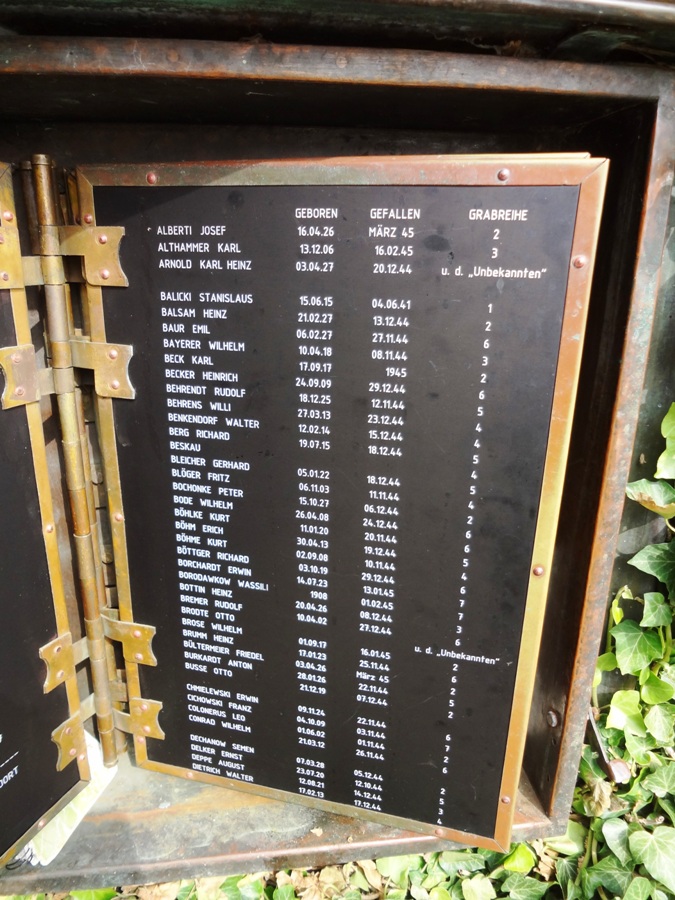 GEBOREN GEFALLEN GRABREIHE
ALBERTI JOSEF 16.04.26 MÄRZ 45 2
ALTHAMMER KARL 13.12.06 16.02.45 3
ARNOLD KARL HEINZ 03.04.27 20.12.44 u. d. „Unbekannten"
BALICKI STANISLAUS 15.06.15 04.06.41 1
BALSAM HEINZ 21.02.27 13.12.44 2
BAUR EMIL 06.02.27 27.11.44 6
BAYERER WILHELM 10.04.18 08.11.44 3
BECK KARL 17.09.17 1945 2
BECKER HEINRICH 24.09.09 29.12.44 6
BEHRENDT RUDOLF 18.12.25 12.11.44 5
BEHRENS WILLI 27.03.13 23.12.44 4
BENKENDORF WALTER 12.02.14 15.12.44 4
BERG RICHARD 19.07.15 18.12.44 5
BESKAU 4
BLEICHER GERHARD 05.01.22 18.12.44 5
BLÖGER FRITZ 06.11.03 11.11.44 4
BOCHONKE PETER 15.10.27 06.12.44 2
BODE WILHELM 26.04.08 24.12.44 6
BÖHLKE KURT 11.01.20 20.11.44 6
BÖHM ERICH 30.04.13 19.12.44 5
BÖHME KURT 02.09.08 10.11.44 4
BÖTTGER RICHARD 03.10.19 29.12.44 6
BORCHARDT ERWIN 14.07.23 13.01.45 7
BORODAWKOW WASSILI 1908 01.02.45 7
BOTTIN HEINZ 20.04.26 08.12.44 3
BREMER RUDOLF 10.04.02 27.12.44 6
BRODTE OTTO u. d. „Unbekannten"
BROSE WILHELM 01.09.17 16.01.45 2
BRUMM HEINZ 17.01.23 25.11.44 6
BÜLTERMEIER FRIEDEL 03.04.26 März 45 2
BURKARDT ANTON 28.01.26 22.11.44 5
BUSSE OTTO 21.12.19 07.12.44 2
CHMIELEWSKI ERWIN 09.11.24 22.11.44 6
CICHOWSKI FRANZ 04.10.09 03.11.44 7
COLONERUS LEO 01.06.02 01.11.44 2
CONRAD WILHELM 21.03.12 26.11.44 6
DECHANOW SEMEN 07.03.28 05.12.44 2
DELKER ERNST 23.07.20 12.10.44 5
DEPPE AUGUST 12.08.21 14.12.44 3
DIETRICH WALTER 17.02.13 17.12.44 4